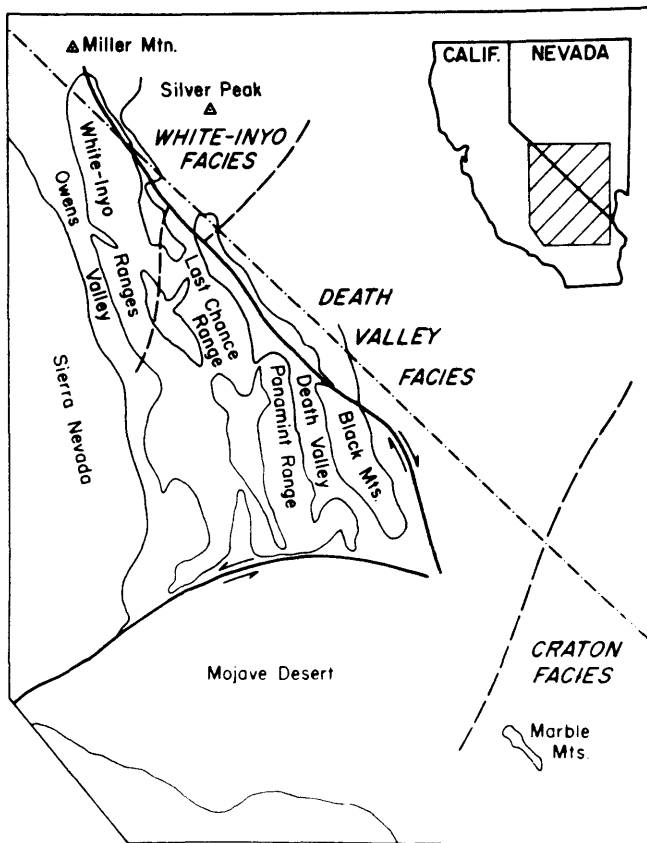 Miller Mtn.
Silver Peak
WHITE-INYO
FACIES
CALIF. NEVADA
White-Inyo
Ranges
Owens
Valley
Last Chance
Range
DEATH
VALLEY
FACIES
Sierra Nevada
Panamint Range
Death Valley
Black Mts.
Mojave Desert
CRATON
FACIES
Marble
Mts.